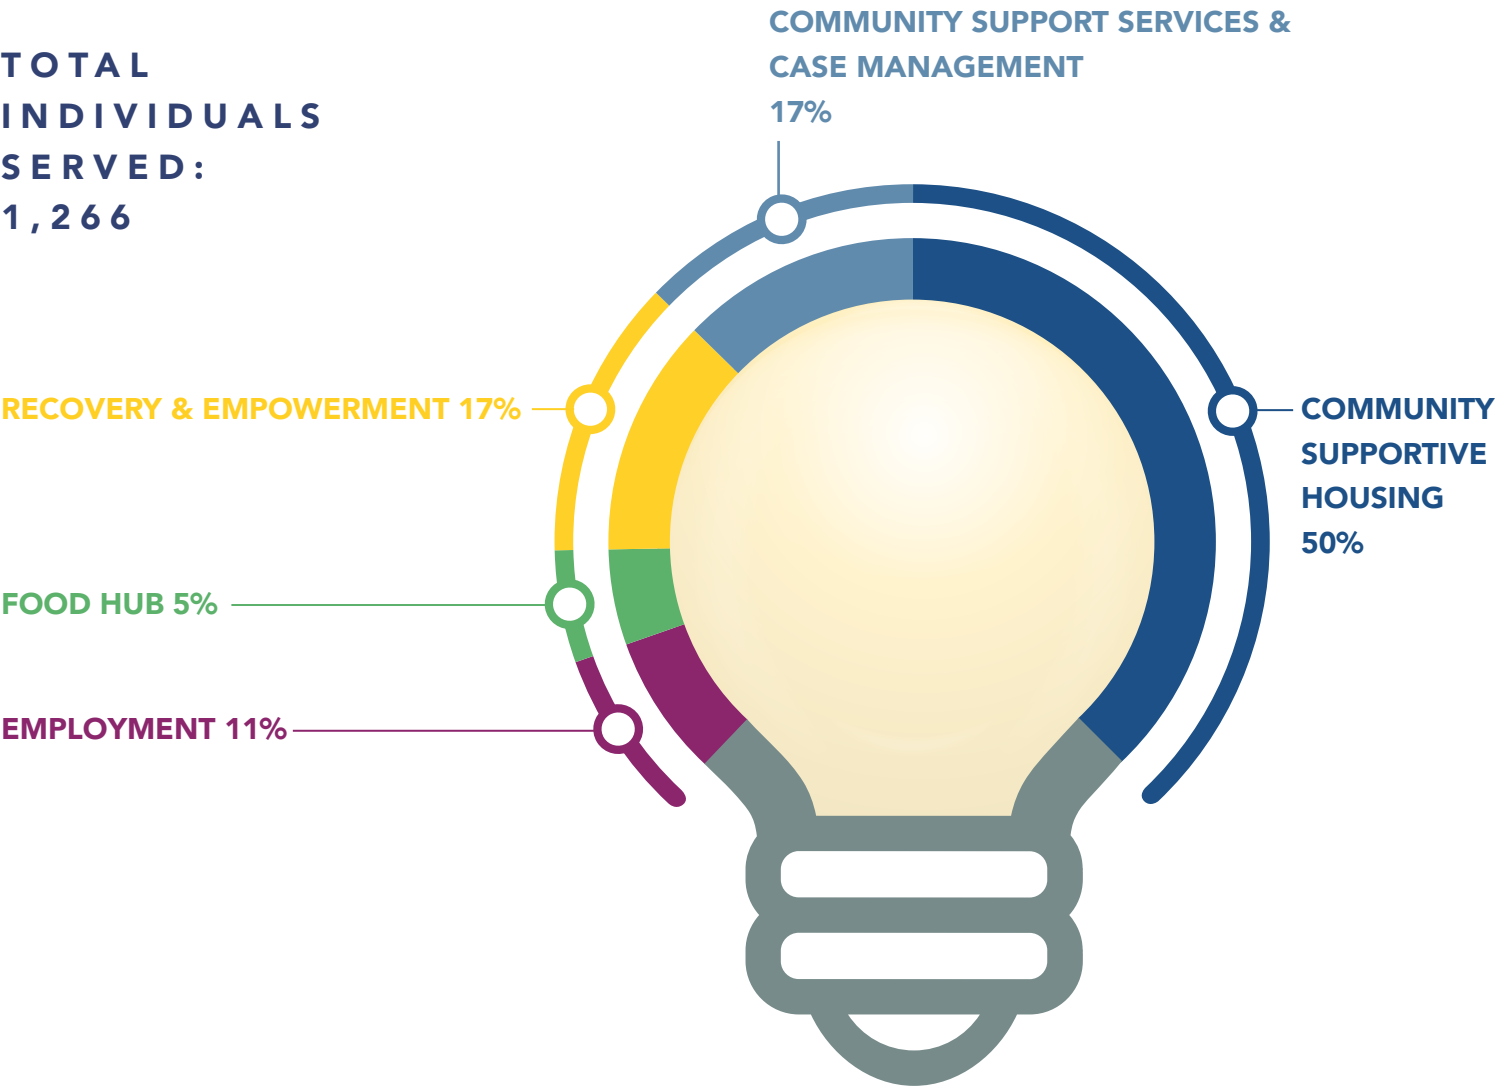 TOTAL
INDIVIDUALS
SERVED:
1,266
COMMUNITY SUPPORT SERVICES &
CASE MANAGEMENT
17%
RECOVERY & EMPOWERMENT 17%
COMMUNITY
SUPPORTIVE
HOUSING
50%
FOOD HUB 5%
EMPLOYMENT 11%